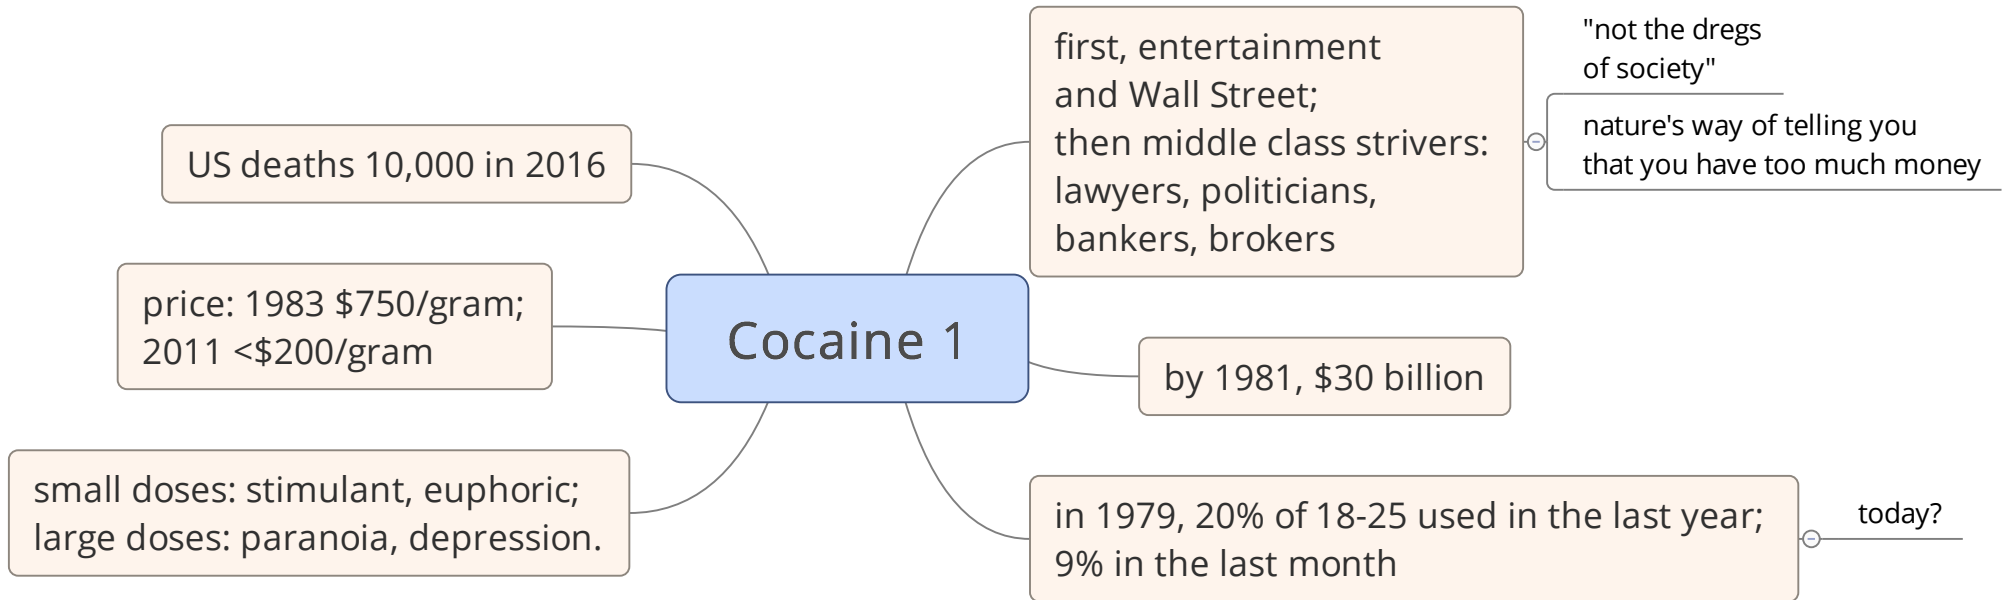 "not the dregs
of society"
first, entertainment
and Wall Street;
then middle class strivers:
lawyers, politicians,
bankers, brokers
nature's way of telling you
that you have too much money
US deaths 10,000 in 2016
price: 1983 $750/gram;
2011 <$200/gram
Cocaine 1
by 1981, $30 billion
small doses: stimulant, euphoric;
large doses: paranoia, depression.
in 1979, 20% of 18-25 used in the last year;
9% in the last month
today?